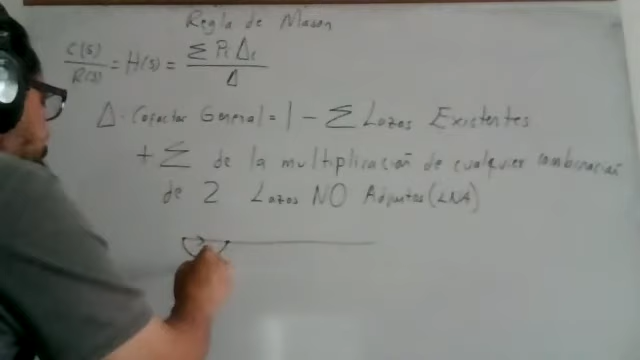 Regla de Mason
C(s)/R(s) = H(s) = Σ Pi Δi / Δ
Δ · Cofactor General = 1 - Σ Lazos Existentes
+ Σ de la multiplicación de cualquier combinación
de 2 Lazos NO Adjuntos (LNA)